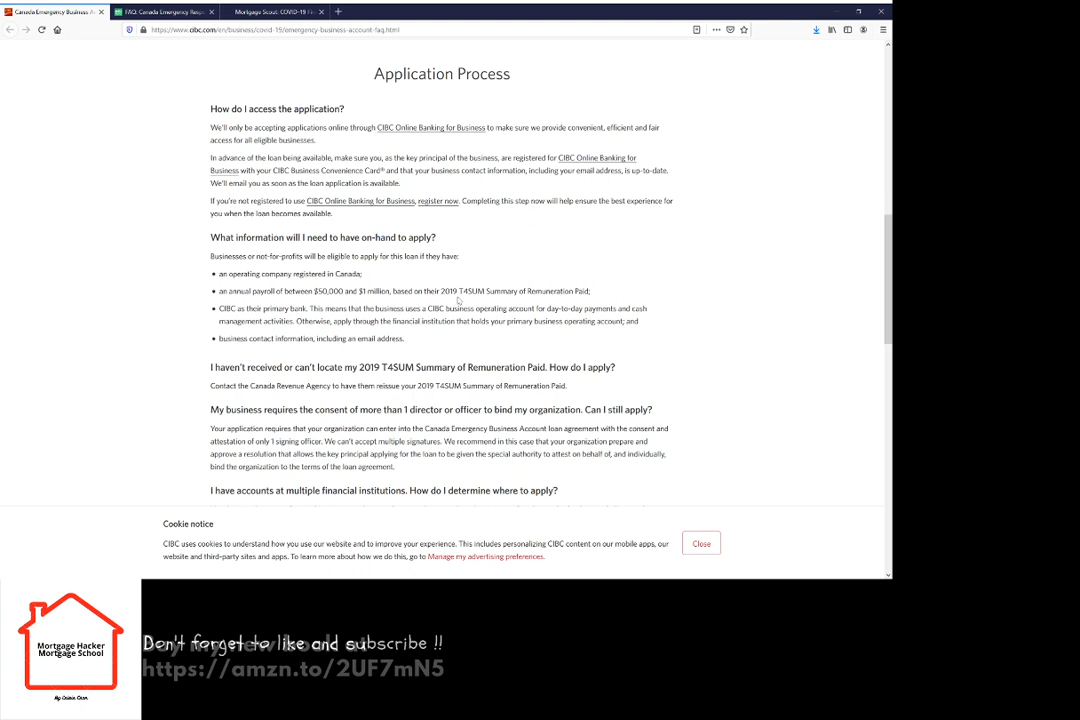 Canada Emergency Business A
FAQ: Canada Emergency Resp
Mortgage Scout: COVID-19 Fi
https://www.cibc.com/en/business/covid-19/emergency-business-account-faq.html
Application Process
How do I access the application?
We'll only be accepting applications online through CIBC Online Banking for Business to make sure we provide convenient, efficient and fair
access for all eligible businesses.
In advance of the loan being available, make sure you, as the key principal of the business, are registered for CIBC Online Banking for
Business with your CIBC Business Convenience Card® and that your business contact information, including your email address, is up-to-date.
We'll email you as soon as the loan application is available.
If you're not registered to use CIBC Online Banking for Business, register now. Completing this step now will help ensure the best experience for
you when the loan becomes available.
What information will I need to have on-hand to apply?
Businesses or not-for-profits will be eligible to apply for this loan if they have:
• an operating company registered in Canada;
• an annual payroll of between $50,000 and $1 million, based on their 2019 T4SUM Summary of Remuneration Paid;
• CIBC as their primary bank. This means that the business uses a CIBC business operating account for day-to-day payments and cash
management activities. Otherwise, apply through the financial institution that holds your primary business operating account; and
• business contact information, including an email address.
I haven't received or can't locate my 2019 T4SUM Summary of Remuneration Paid. How do I apply?
Contact the Canada Revenue Agency to have them reissue your 2019 T4SUM Summary of Remuneration Paid.
My business requires the consent of more than 1 director or officer to bind my organization. Can I still apply?
Your application requires that your organization can enter into the Canada Emergency Business Account loan agreement with the consent and
attestation of only 1 signing officer. We can't accept multiple signatures. We recommend in this case that your organization prepare and
approve a resolution that allows the key principal applying for the loan to be given the special authority to attest on behalf of, and individually,
bind the organization to the terms of the loan agreement.
I have accounts at multiple financial institutions. How do I determine where to apply?
Cookie notice
CIBC uses cookies to understand how you use our website and to improve your experience. This includes personalizing CIBC content on our mobile apps, our
website and third-party sites and apps. To learn more about how we do this, go to Manage my advertising preferences.
Close
Mortgage Hacker
Mortgage School
Don't forget to like and subscribe !!
https://amzn.to/2UF7mN5